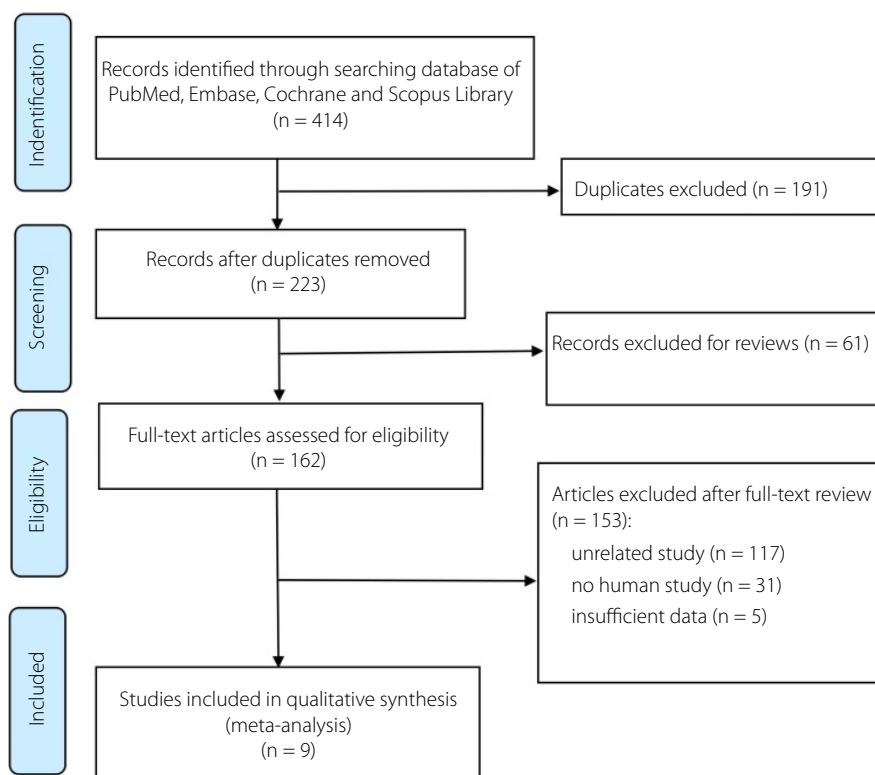 Indentification
Records identified through searching database of
PubMed, Embase, Cochrane and Scopus Library
(n = 414)
Duplicates excluded (n = 191)
Screening
Records after duplicates removed
(n = 223)
Records excluded for reviews (n = 61)
Eligibility
Full-text articles assessed for eligibility
(n = 162)
Articles excluded after full-text review
(n = 153):
unrelated study (n = 117)
no human study (n = 31)
insufficient data (n = 5)
Included
Studies included in qualitative synthesis
(meta-analysis)
(n = 9)